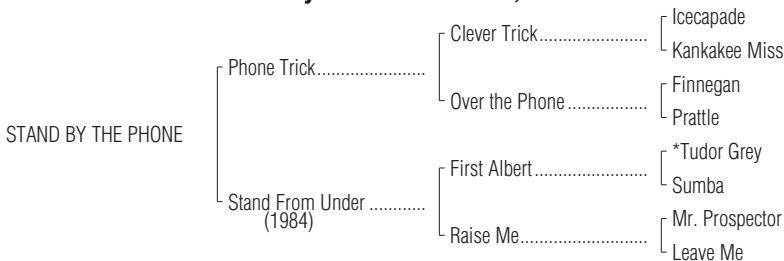 Icecapade
Clever Trick.......................
Kankakee Miss
Phone Trick.......................
Finnegan
Over the Phone.................
Prattle
STAND BY THE PHONE
*Tudor Grey
First Albert........................
Sumba
Stand From Under ............
(1984)
Mr. Prospector
Raise Me...........................
Leave Me